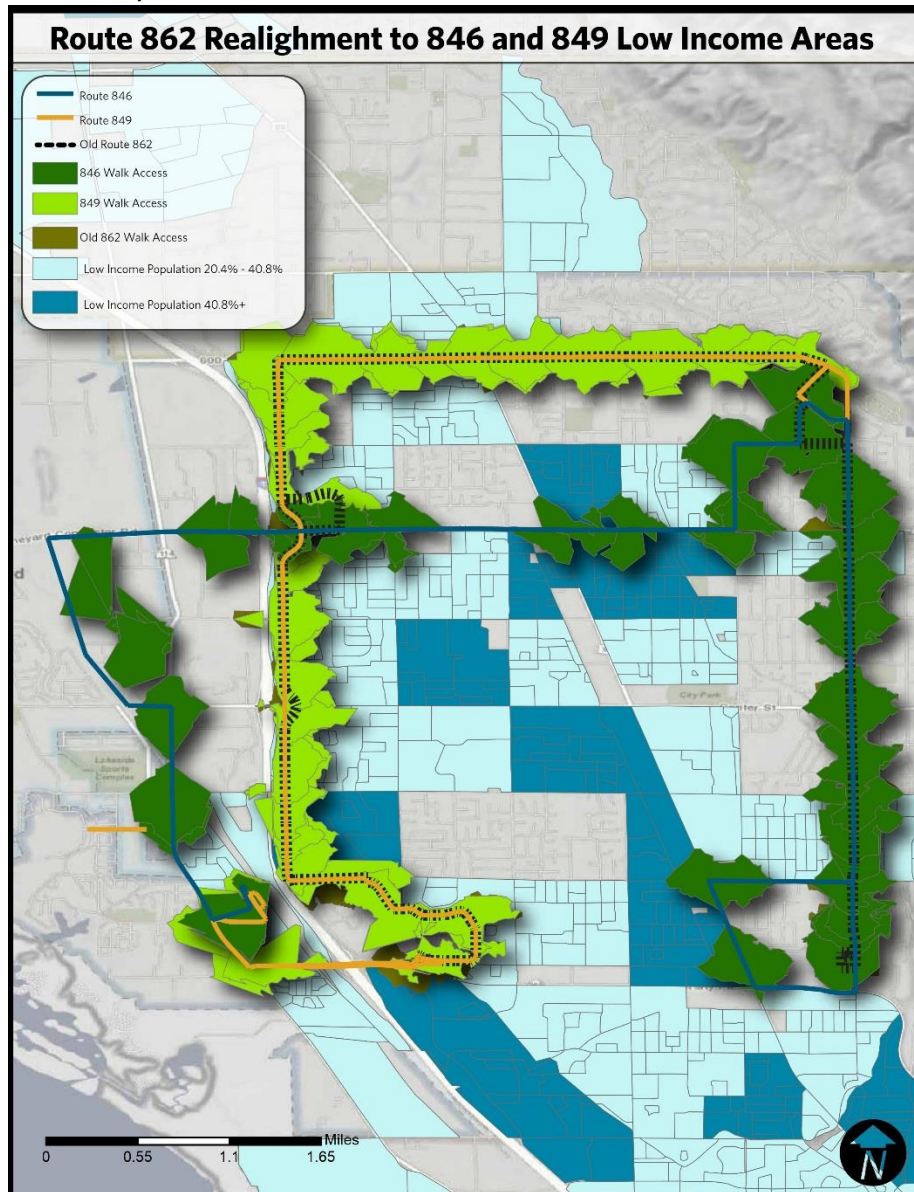 Route 862 Realighment to 846 and 849 Low Income Areas
Route 846
Route 849
Old Route 862
846 Walk Access
849 Walk Access
Old 862 Walk Access
Low Income Population 20.4% - 40.8%
Low Income Population 40.8%+
600
City Park
Lakeside
Sports
Complex
Miles
0 0.55 1.1 1.65
N